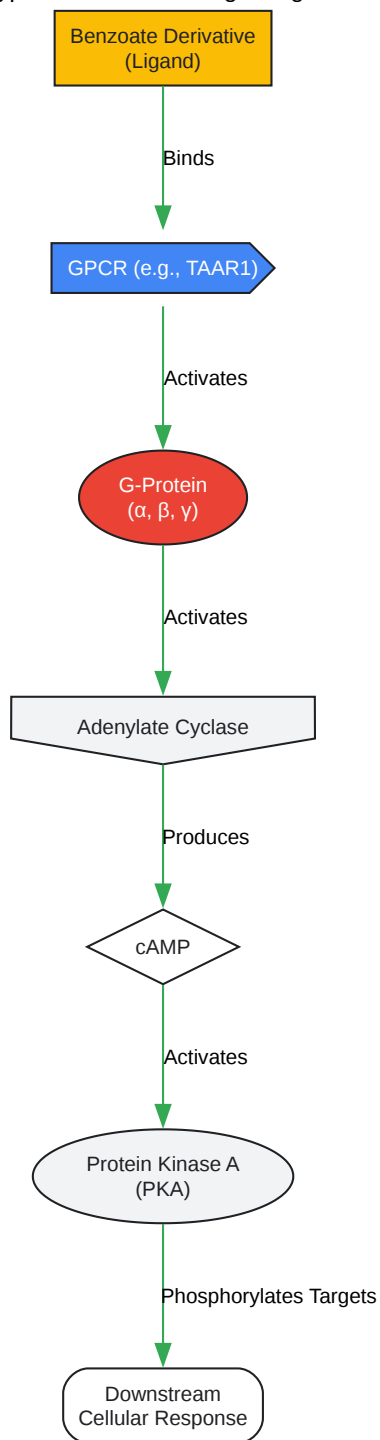 Benzoate Derivative
(Ligand)
Binds
GPCR (e.g., TAAR1)
Activates
G-Protein
(α, β, γ)
Activates
Adenylate Cyclase
Produces
cAMP
Activates
Protein Kinase A
(PKA)
Phosphorylates Targets
Downstream
Cellular Response